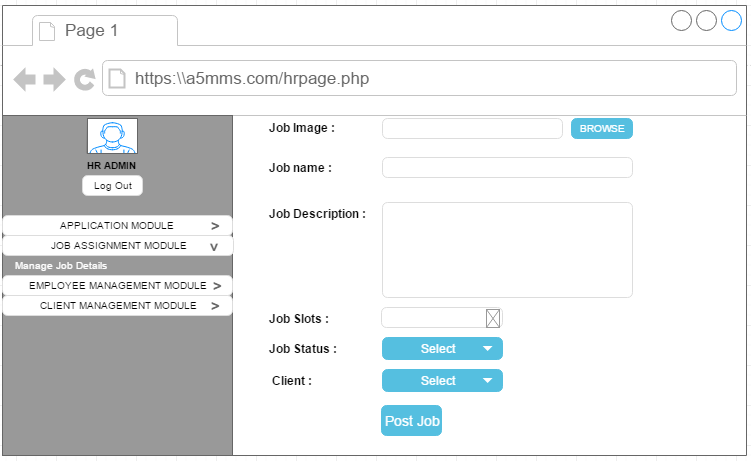 Page 1
https:\\a5mms.com/hrpage.php
HR ADMIN
Log Out
APPLICATION MODULE >
JOB ASSIGNMENT MODULE v
Manage Job Details
EMPLOYEE MANAGEMENT MODULE >
CLIENT MANAGEMENT MODULE >
Job Image : BROWSE
Job name :
Job Description :
Job Slots :
Job Status : Select
Client : Select
Post Job